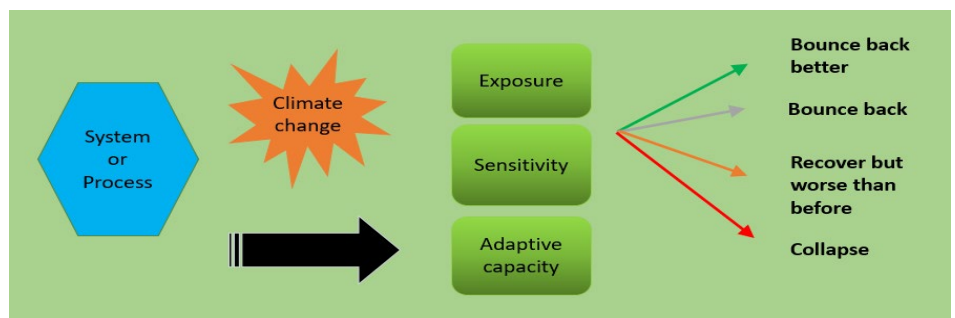 System
or
Process
Climate
change
Exposure
Sensitivity
Adaptive
capacity
Bounce back
better
Bounce back
Recover but
worse than
before
Collapse